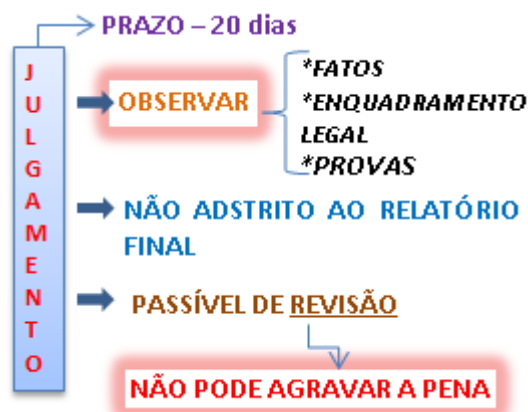 PRAZO – 20 dias
JULGAMENTO
OBSERVAR
*FATOS
*ENQUADRAMENTO
LEGAL
*PROVAS
NÃO ADSTRITO AO RELATÓRIO
FINAL
PASSÍVEL DE REVISÃO
NÃO PODE AGRAVAR A PENA